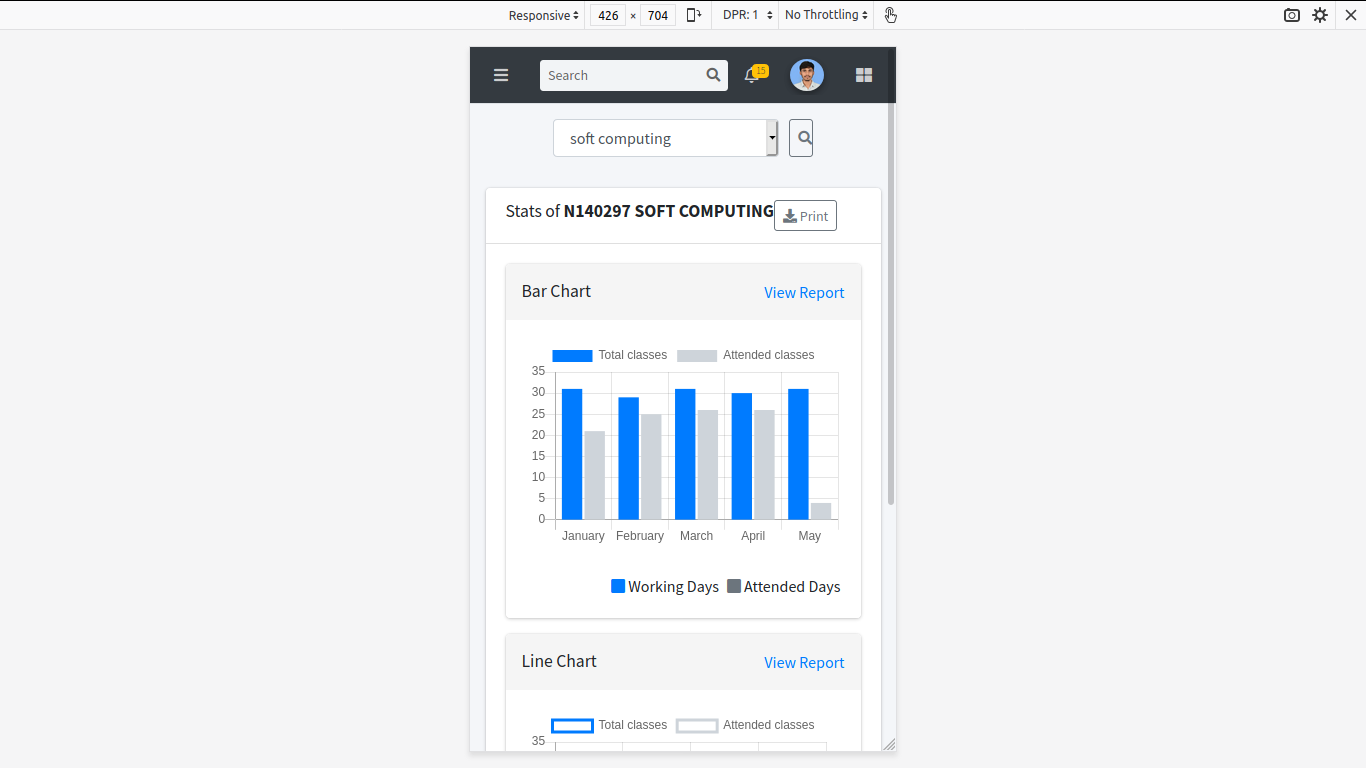 Responsive 426 × 704 DPR: 1 No Throttling
Search 15
soft computing
Stats of N140297 SOFT COMPUTING Print
Bar Chart View Report
Total classes Attended classes
35
30
25
20
15
10
5
0
January February March April May
Working Days Attended Days
Line Chart View Report
Total classes Attended classes
35